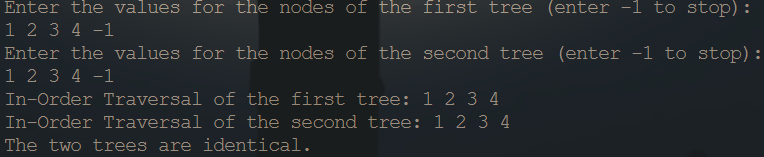 Enter the values for the nodes of the first tree (enter -1 to stop):
1 2 3 4 -1
Enter the values for the nodes of the second tree (enter -1 to stop):
1 2 3 4 -1
In-Order Traversal of the first tree: 1 2 3 4
In-Order Traversal of the second tree: 1 2 3 4
The two trees are identical.